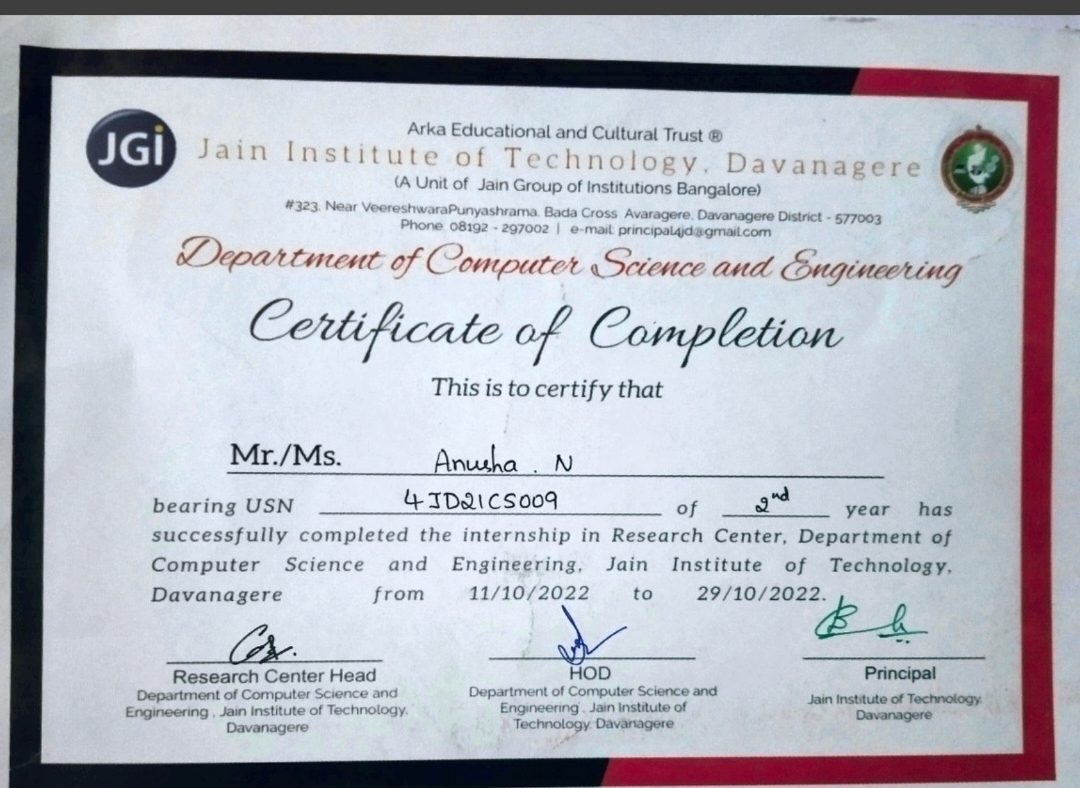 JGi
Arka Educational and Cultural Trust ®
Jain Institute of Technology, Davanagere
(A Unit of Jain Group of Institutions Bangalore)
#323, Near VeereshwaraPunyashrama, Bada Cross Avaragere, Davanagere District - 577003
Phone: 08192 - 297002 | e-mail: principal4jd@gmail.com
Department of Computer Science and Engineering
Certificate of Completion
This is to certify that
Mr./Ms. Anusha . N
bearing USN 4JD21CS009 of 2nd year has
successfully completed the internship in Research Center, Department of
Computer Science and Engineering, Jain Institute of Technology,
Davanagere from 11/10/2022 to 29/10/2022.
Research Center Head
Department of Computer Science and
Engineering , Jain Institute of Technology,
Davanagere
HOD
Department of Computer Science and
Engineering , Jain Institute of
Technology, Davanagere
Principal
Jain Institute of Technology,
Davanagere